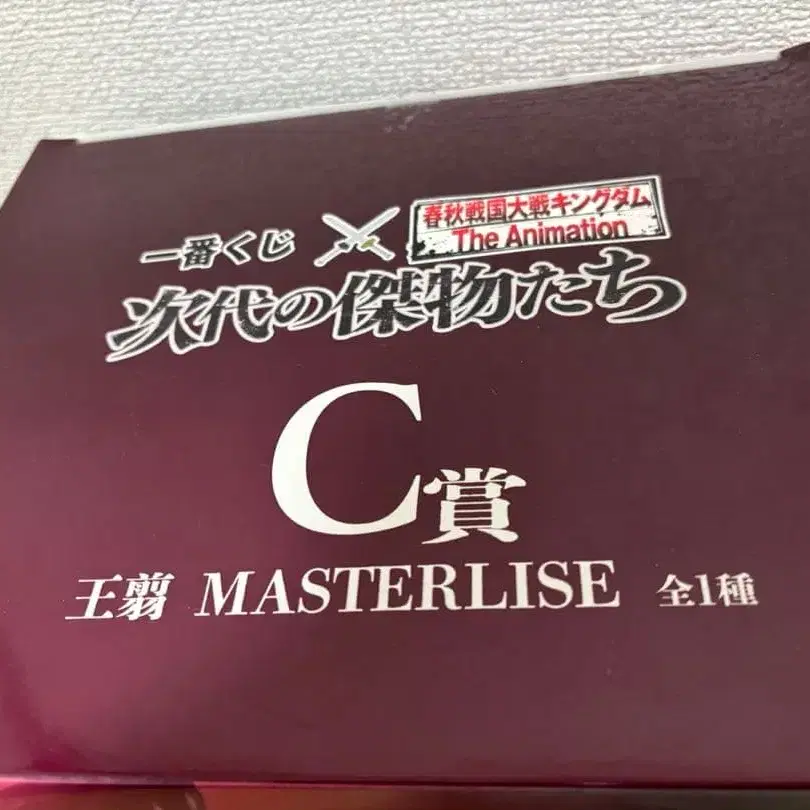 一番くじ
春秋戦国大戦キングダム
The Animation
次代の傑物たち
C賞
王翦 MASTERLISE 全1種